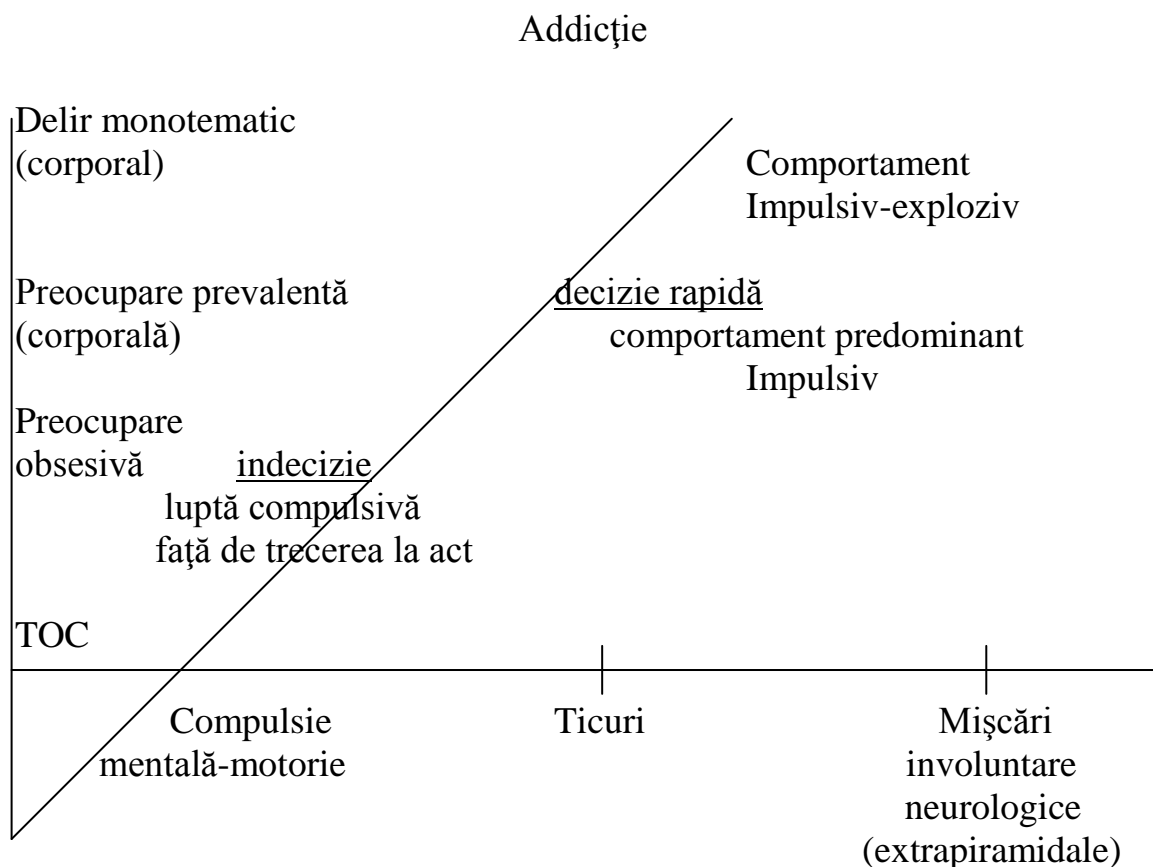 Addicţie
Delir monotematic
(corporal)
Comportament
Impulsiv-exploziv
Preocupare prevalentă
(corporală)
decizie rapidă
comportament predominant
Impulsiv
Preocupare
obsesivă
indecizie
luptă compulsivă
faţă de trecerea la act
TOC
Compulsie
mentală-motorie
Ticuri
Mişcări
involuntare
neurologice
(extrapiramidale)